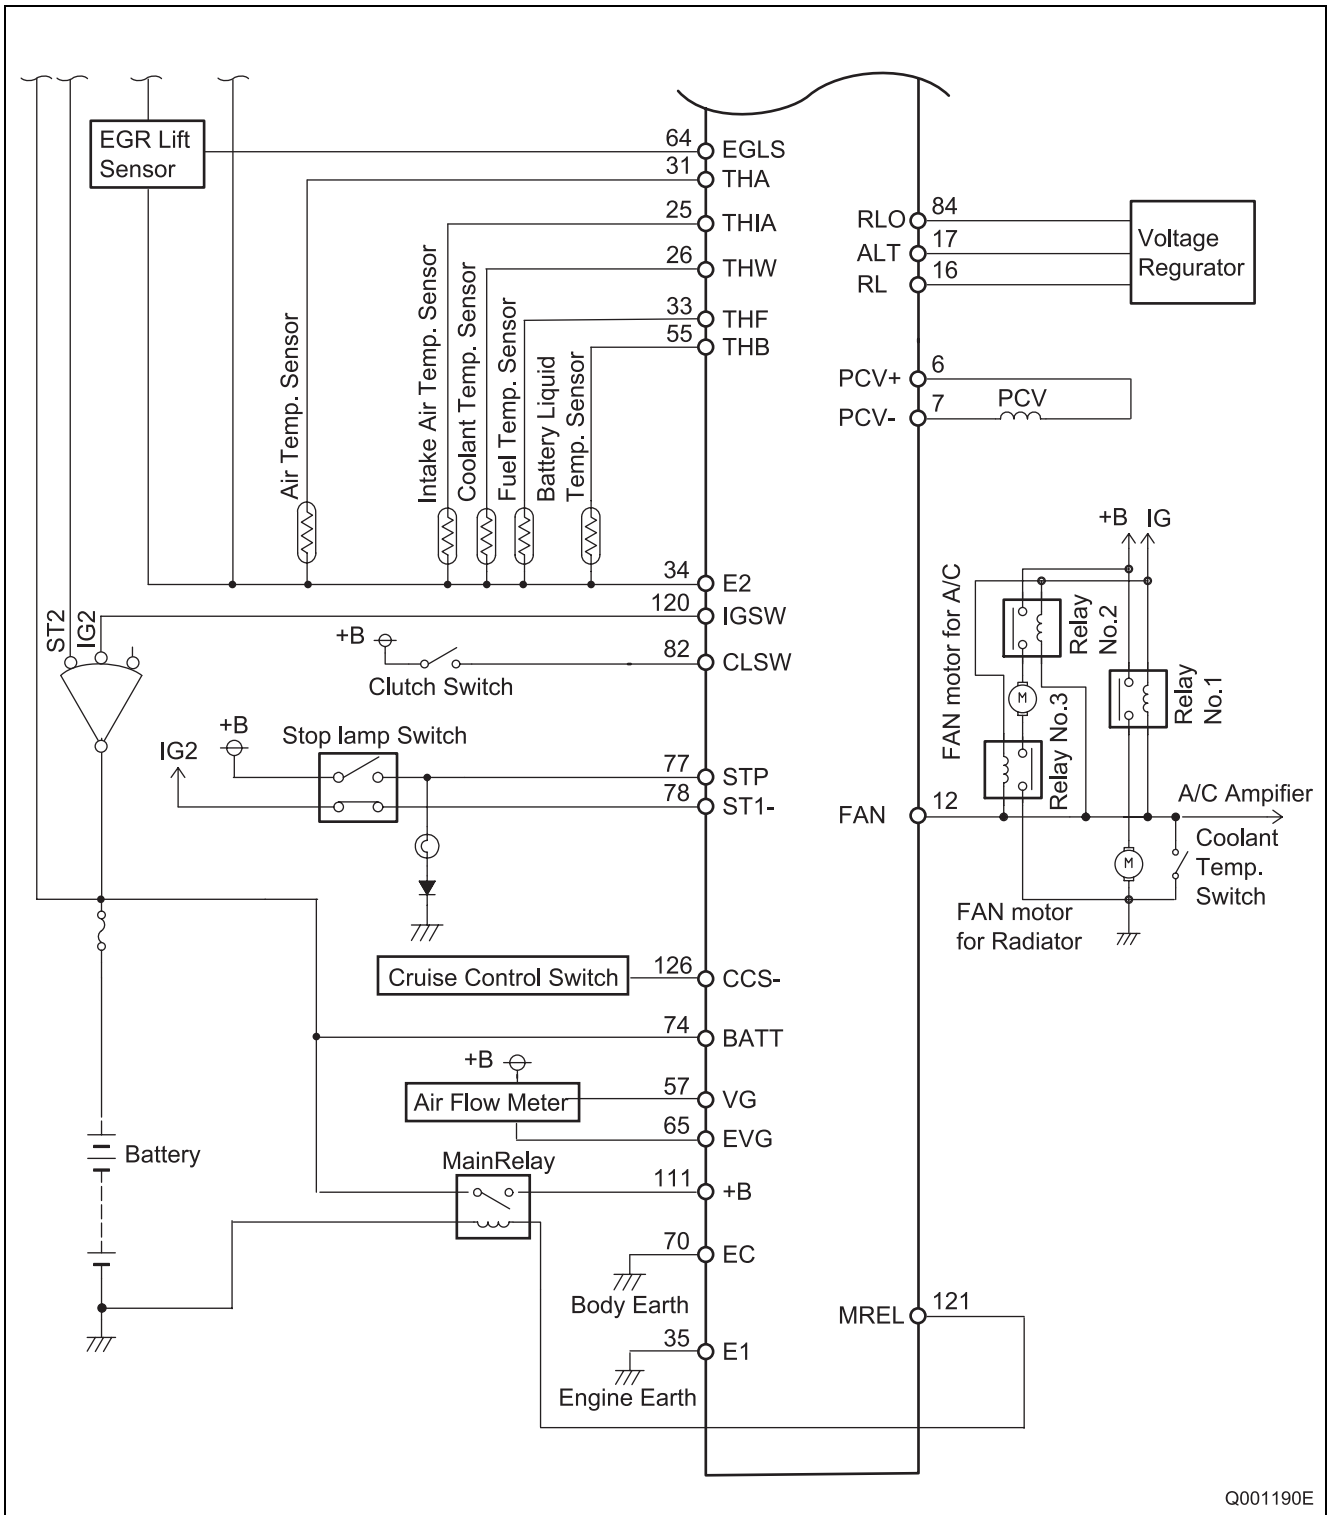 EGR Lift
Sensor
64
EGLS
31
THA
25
THIA
26
THW
33
THF
55
THB
Air Temp. Sensor
Intake Air Temp. Sensor
Coolant Temp. Sensor
Fuel Temp. Sensor
Battery Liquid
Temp. Sensor
34
E2
120
IGSW
ST2
IG2
+B
Clutch Switch
82
CLSW
+B
IG2
Stop lamp Switch
77
STP
78
ST1-
Cruise Control Switch
126
CCS-
74
BATT
+B
Air Flow Meter
57
VG
65
EVG
Battery
MainRelay
111
+B
70
EC
Body Earth
35
E1
Engine Earth
RLO
84
ALT
17
RL
16
Voltage
Regurator
PCV+
6
PCV-
7
PCV
+B
IG
FAN motor for A/C
Relay
No.2
M
Relay No.3
Relay
No.1
FAN
12
A/C Ampifier
M
Coolant
Temp.
Switch
FAN motor
for Radiator
MREL
121
Q001190E